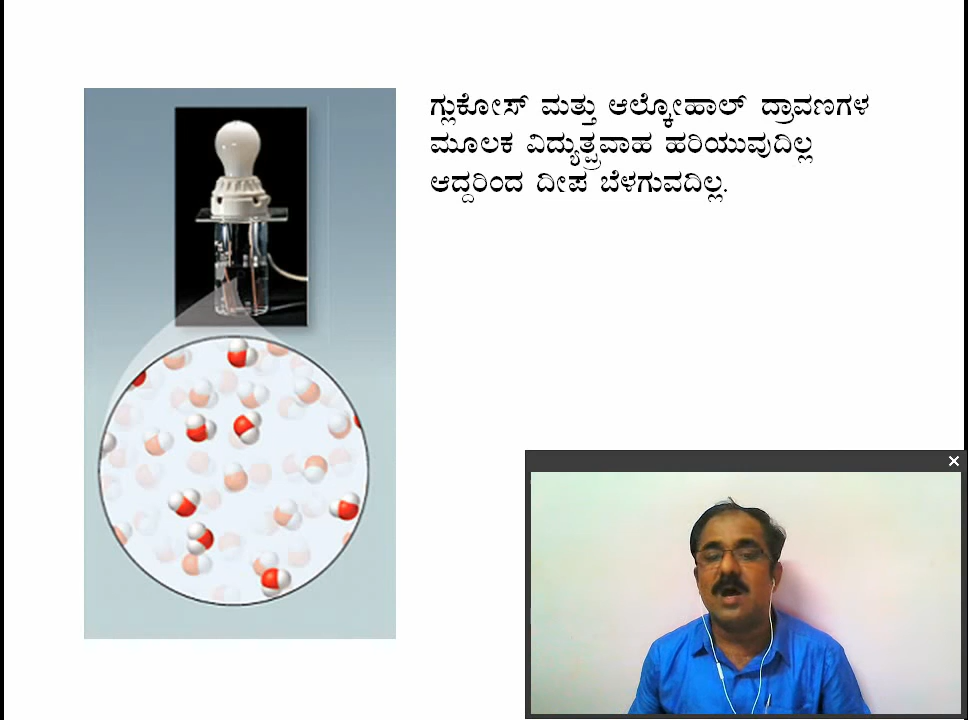 ಗ್ಲುಕೋಸ್ ಮತ್ತು ಆಲ್ಕೋಹಾಲ್ ದ್ರಾವಣಗಳ
ಮೂಲಕ ವಿದ್ಯುತ್ಪ್ರವಾಹ ಹರಿಯುವುದಿಲ್ಲ
ಆದ್ದರಿಂದ ದೀಪ ಬೆಳಗುವದಿಲ್ಲ.